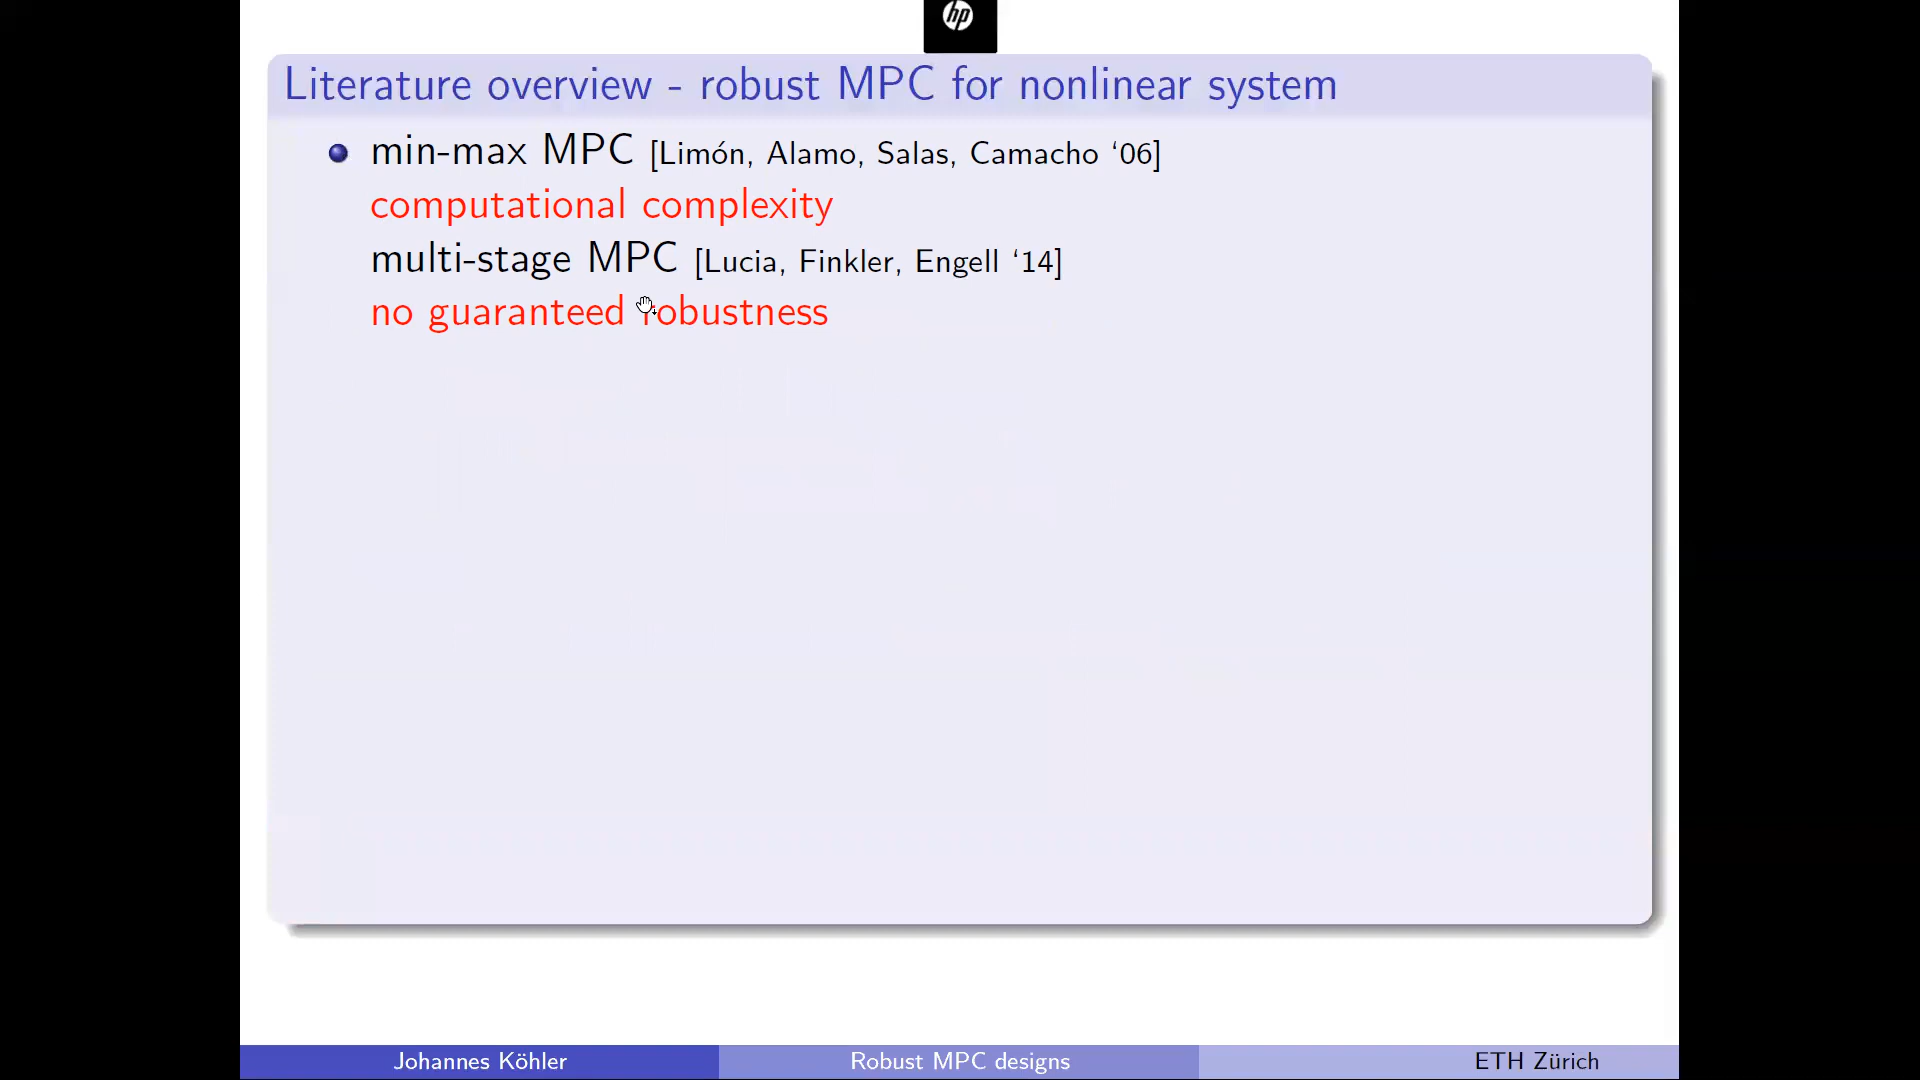 hp
Literature overview - robust MPC for nonlinear system
min-max MPC [Limón, Alamo, Salas, Camacho ‘06]
computational complexity
multi-stage MPC [Lucia, Finkler, Engell ‘14]
no guaranteed robustness
Johannes Köhler
Robust MPC designs
ETH Zürich